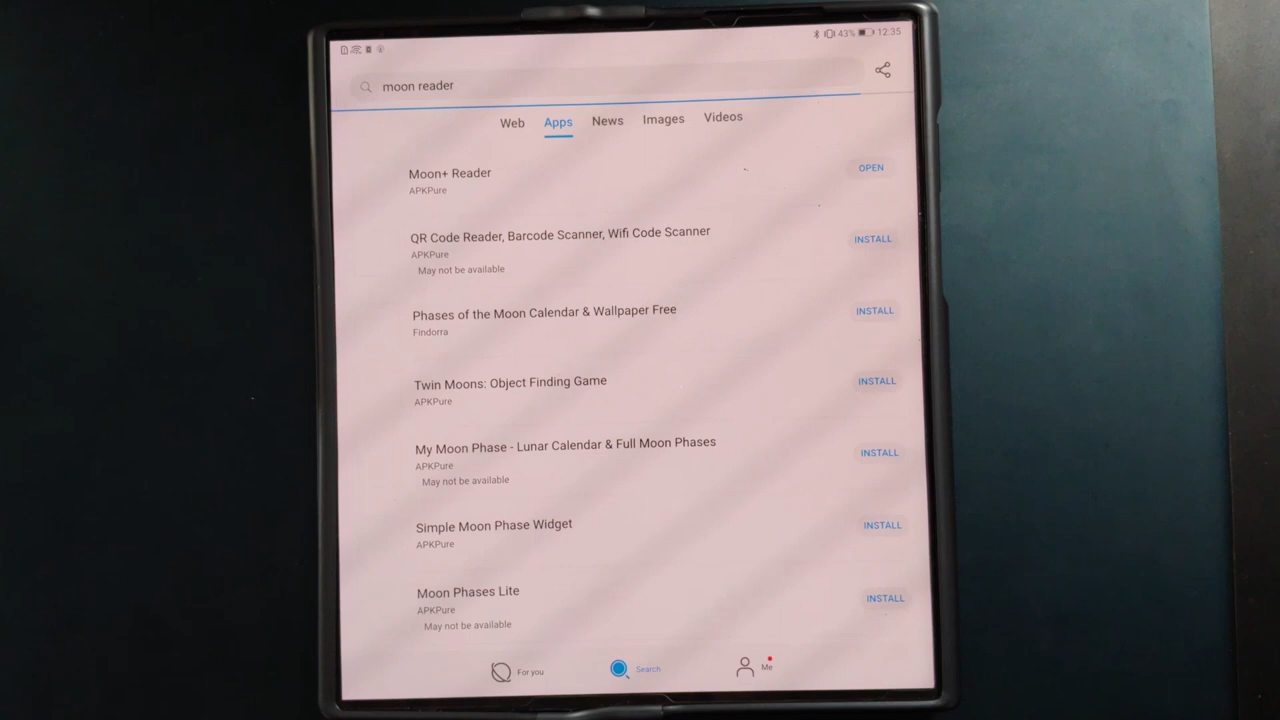 43% 12:35
moon reader
Web Apps News Images Videos
Moon+ Reader
APKPure
OPEN
QR Code Reader, Barcode Scanner, Wifi Code Scanner
APKPure
May not be available
INSTALL
Phases of the Moon Calendar & Wallpaper Free
Findorra
INSTALL
Twin Moons: Object Finding Game
APKPure
INSTALL
My Moon Phase - Lunar Calendar & Full Moon Phases
APKPure
May not be available
INSTALL
Simple Moon Phase Widget
APKPure
INSTALL
Moon Phases Lite
APKPure
May not be available
INSTALL
For you Search Me